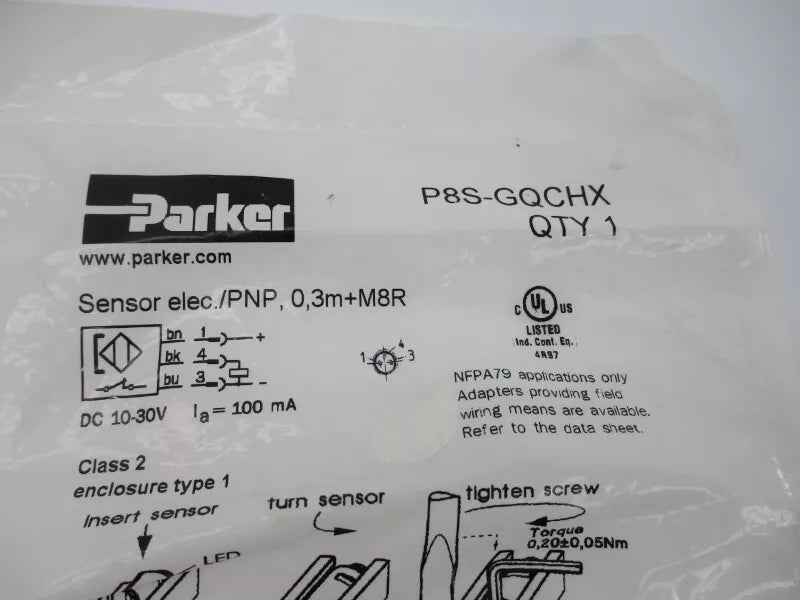 Parker
www.parker.com
P8S-GQCHX
QTY 1
Sensor elec./PNP, 0,3m+M8R
bn 1 +
bk 4
bu 3 -
DC 10-30V Ia = 100 mA
1 4 3
C UL US
LISTED
Ind. Cont. Eq.
4AB7
NFPA79 applications only
Adapters providing field
wiring means are available.
Refer to the data sheet.
Class 2
enclosure type 1
Insert sensor
LED
turn sensor
tighten screw
Torque
0,20±0,05Nm